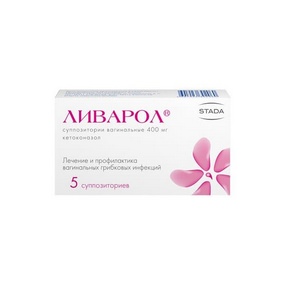 ЛИВАРОЛ®
STADA
суппозитории вагинальные 400 мг
кетоконазол
Лечение и профилактика
вагинальных грибковых инфекций
5 суппозиториев